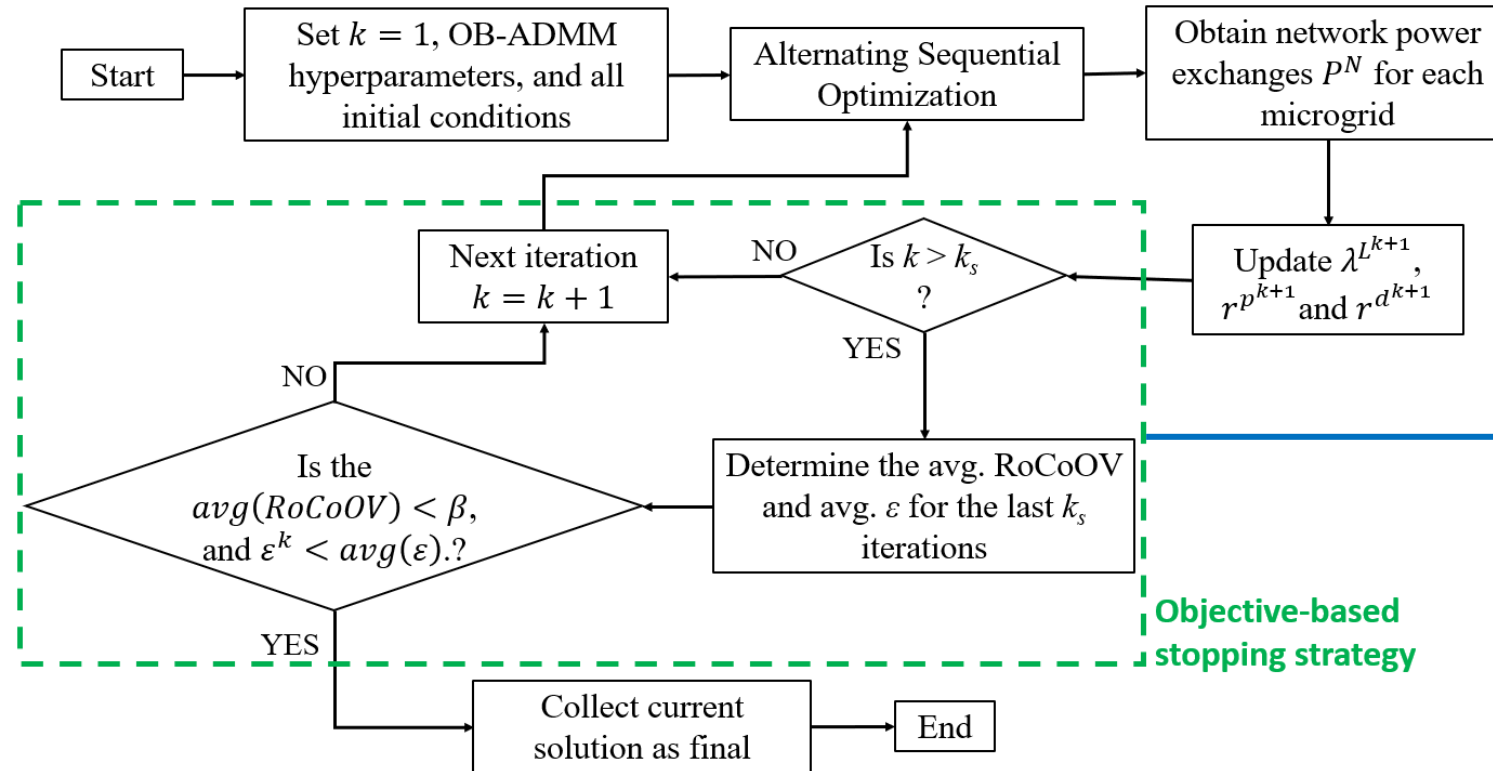 Start
Set 𝑘 = 1, OB-ADMM
hyperparameters, and all
initial conditions
Alternating Sequential
Optimization
Obtain network power
exchanges 𝑃^𝑁 for each
microgrid
Update 𝜆^{𝐿^{𝑘+1}},
𝑟^{𝑝^{𝑘+1}} and 𝑟^{𝑑^{𝑘+1}}
Is k > k_s
?
NO
YES
Next iteration
𝑘 = 𝑘 + 1
Determine the avg. RoCoOV
and avg. ε for the last k_s
iterations
Is the
𝑎𝑣𝑔(𝑅𝑜𝐶𝑜𝑂𝑉) < 𝛽,
and 𝜀^𝑘 < 𝑎𝑣𝑔(𝜀).?
NO
YES
Objective-based
stopping strategy
Collect current
solution as final
End